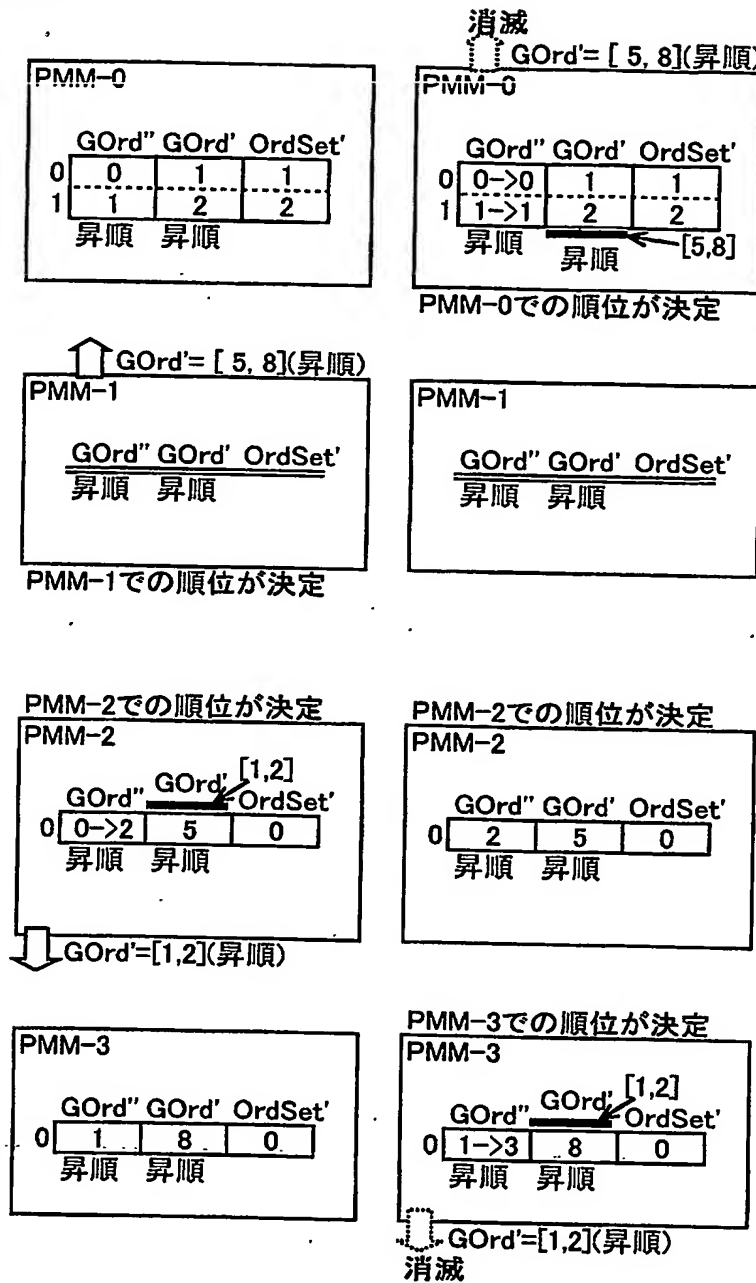 消滅
GOrd'= [ 5, 8](昇順)
PMM-0
GOrd'' GOrd' OrdSet'
0 0 1 1
1 1 2 2
昇順 昇順
PMM-0
GOrd'' GOrd' OrdSet'
0 0->0 1 1
1 1->1 2 2
昇順 昇順 [5,8]
PMM-0での順位が決定
GOrd'= [ 5, 8](昇順)
PMM-1
GOrd'' GOrd' OrdSet'
昇順 昇順
PMM-1での順位が決定
PMM-1
GOrd'' GOrd' OrdSet'
昇順 昇順
PMM-2での順位が決定
PMM-2
[1,2]
GOrd'' GOrd' OrdSet'
0 0->2 5 0
昇順 昇順
GOrd'=[1,2](昇順)
PMM-2での順位が決定
PMM-2
GOrd'' GOrd' OrdSet'
0 2 5 0
昇順 昇順
PMM-3
GOrd'' GOrd' OrdSet'
0 1 8 0
昇順 昇順
PMM-3での順位が決定
PMM-3
[1,2]
GOrd'' GOrd' OrdSet'
0 1->3 8 0
昇順 昇順
GOrd'=[1,2](昇順)
消滅